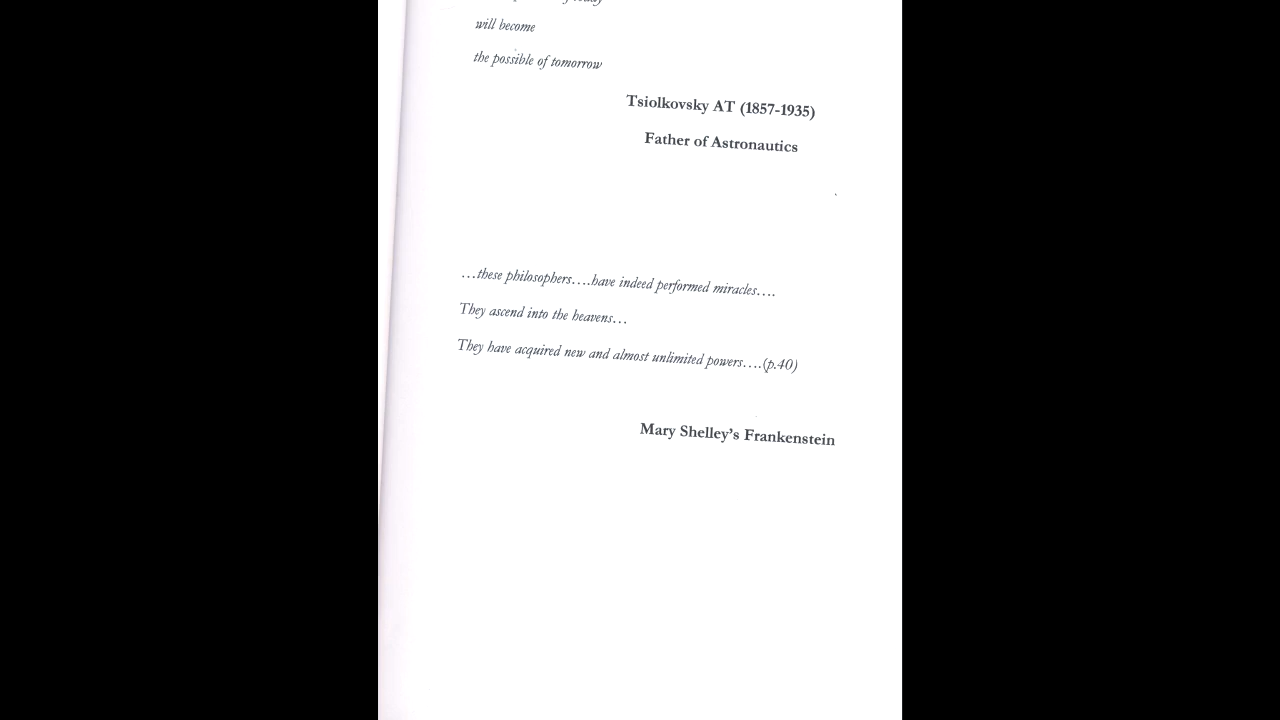 today
will become
the possible of tomorrow
Tsiolkovsky AT (1857-1935)
Father of Astronautics
…these philosophers….have indeed performed miracles….
They ascend into the heavens…
They have acquired new and almost unlimited powers….(p.40)
Mary Shelley's Frankenstein